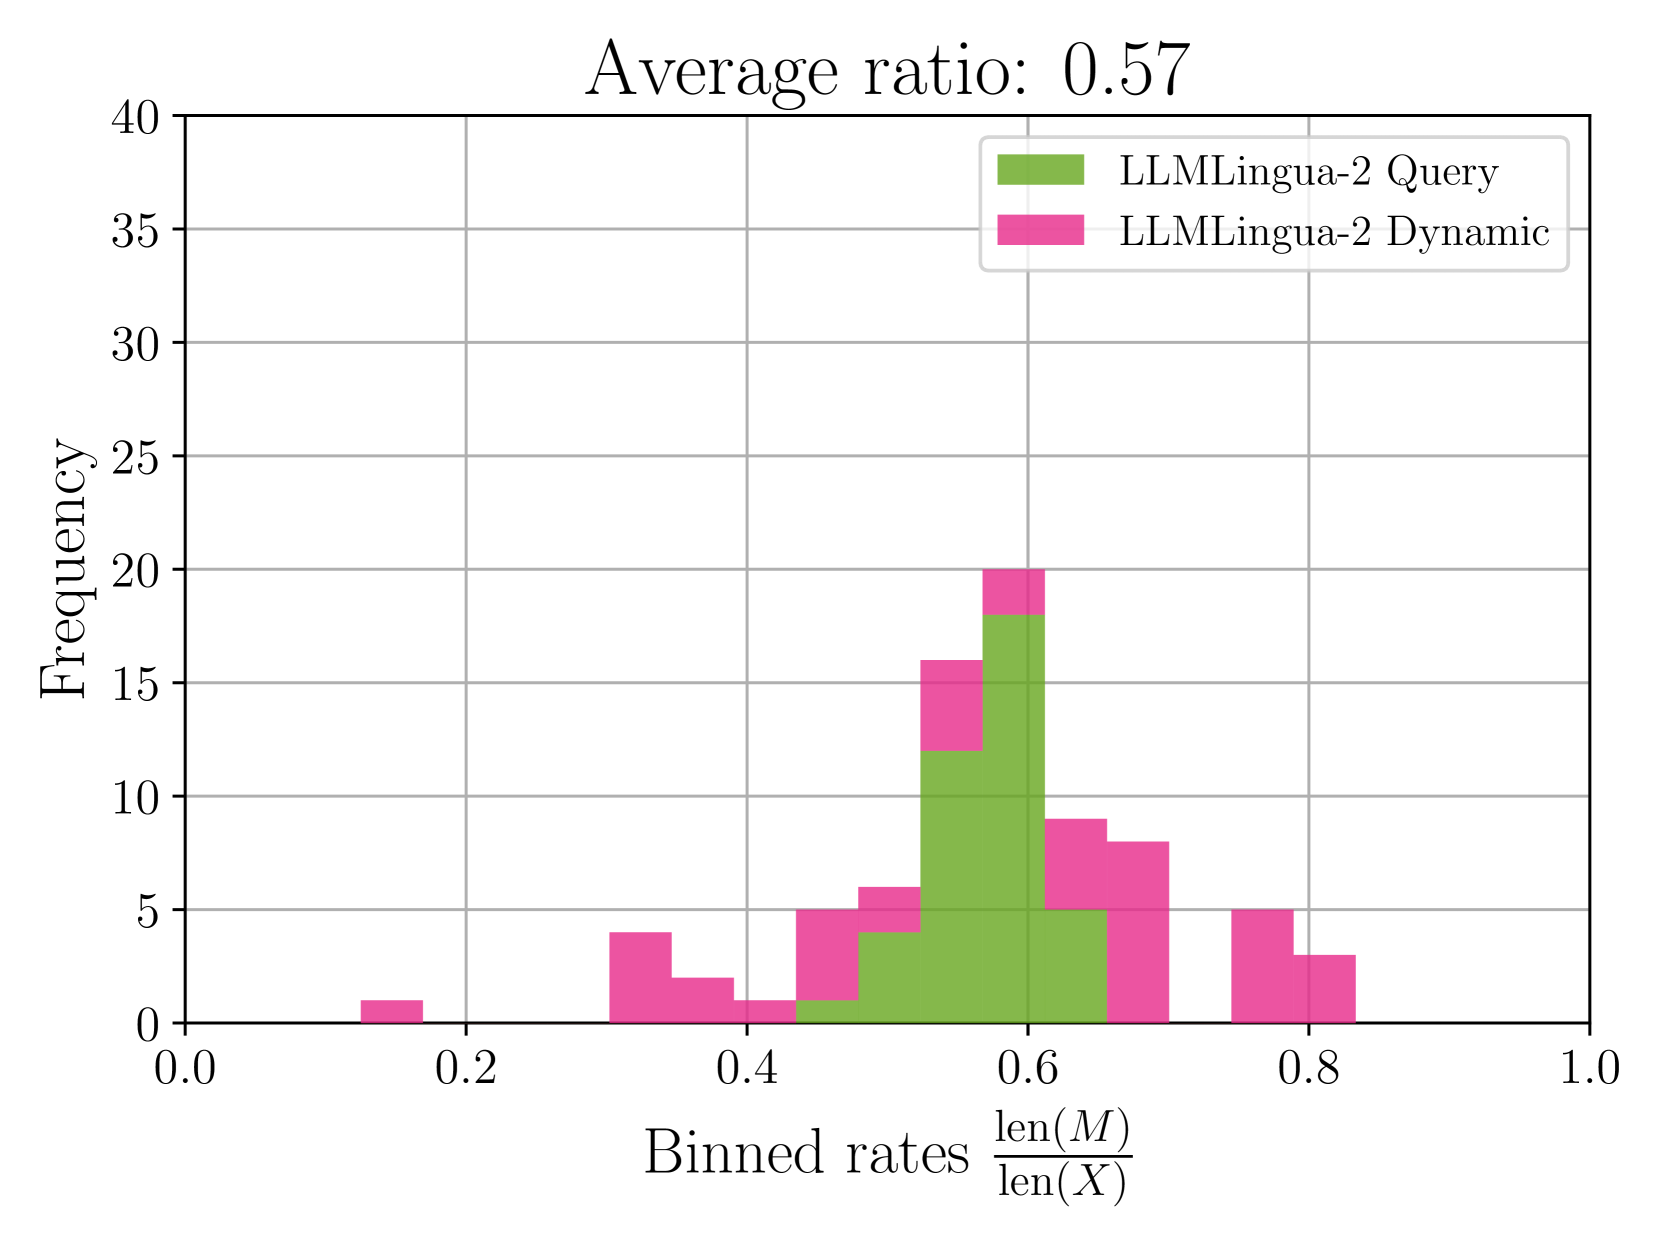 Average ratio: 0.57
40
35
30
25
20
15
10
5
0
Frequency
LLMLingua-2 Query
LLMLingua-2 Dynamic
0.0 0.2 0.4 0.6 0.8 1.0
Binned rates len(M)/len(X)